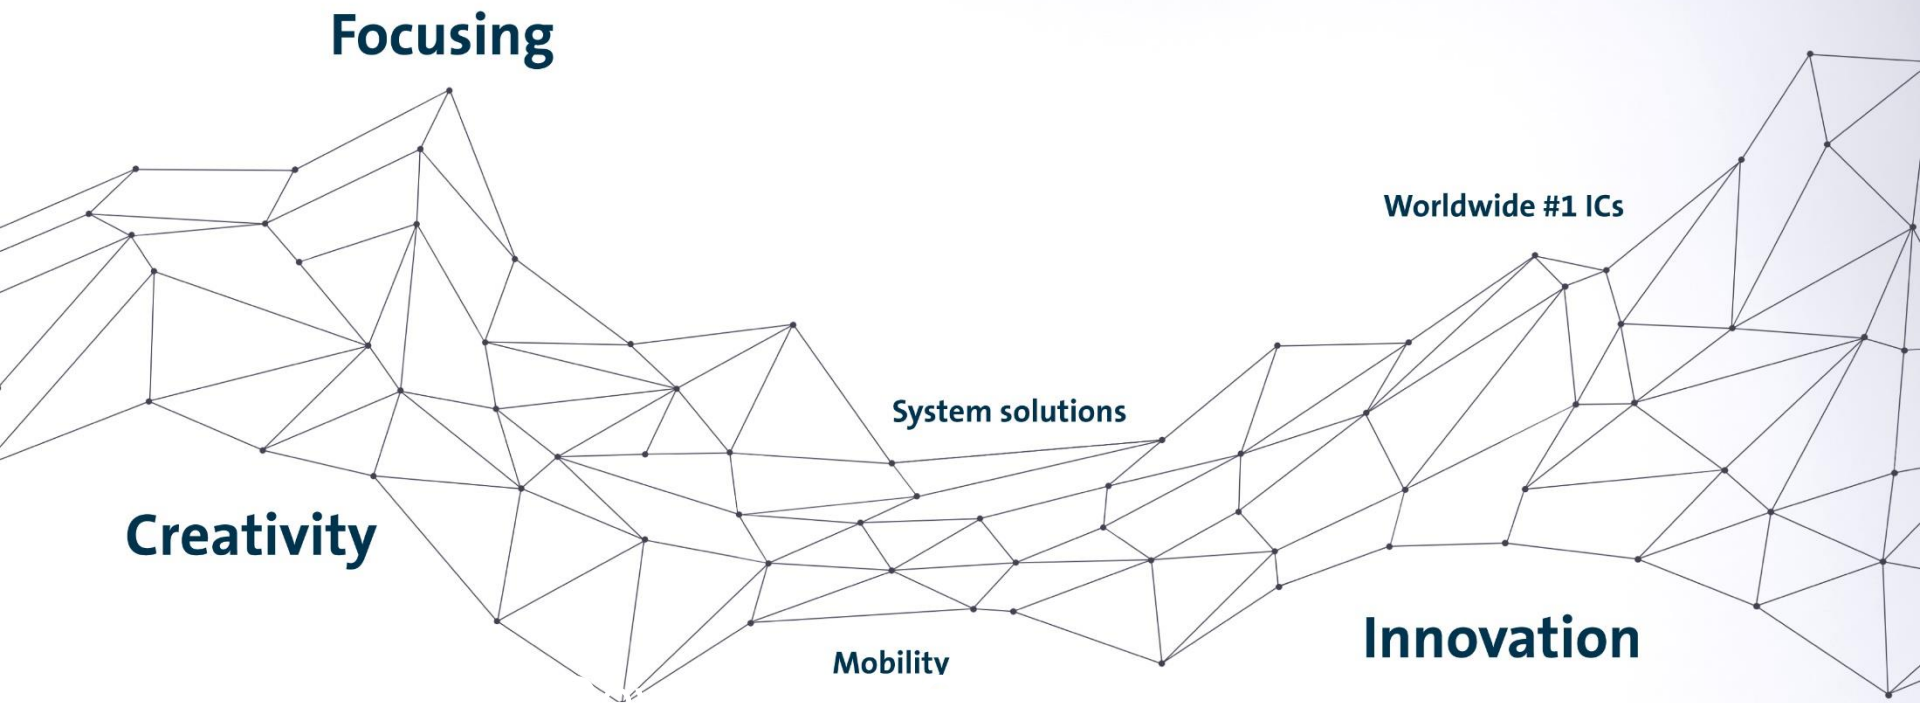 Focusing
Worldwide #1 ICs
System solutions
Creativity
Innovation
Mobility